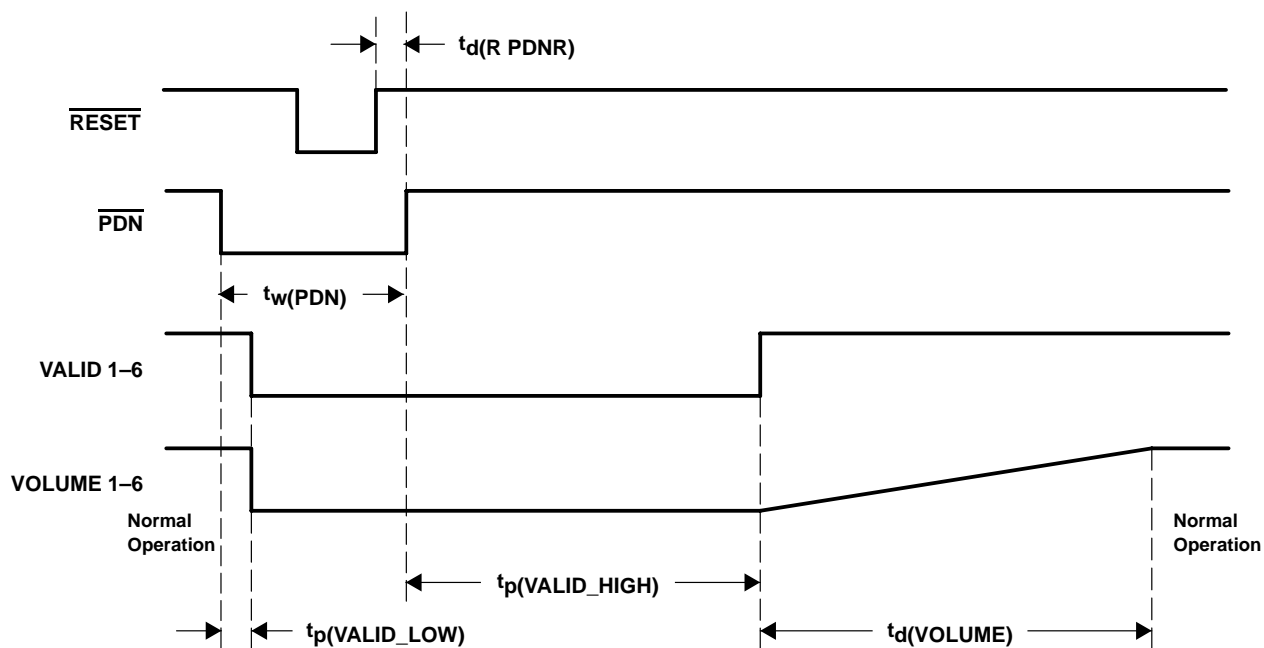 td(R PDNR)
RESET
PDN
tw(PDN)
VALID 1–6
VOLUME 1–6
Normal
Operation
Normal
Operation
tp(VALID_HIGH)
tp(VALID_LOW)
td(VOLUME)